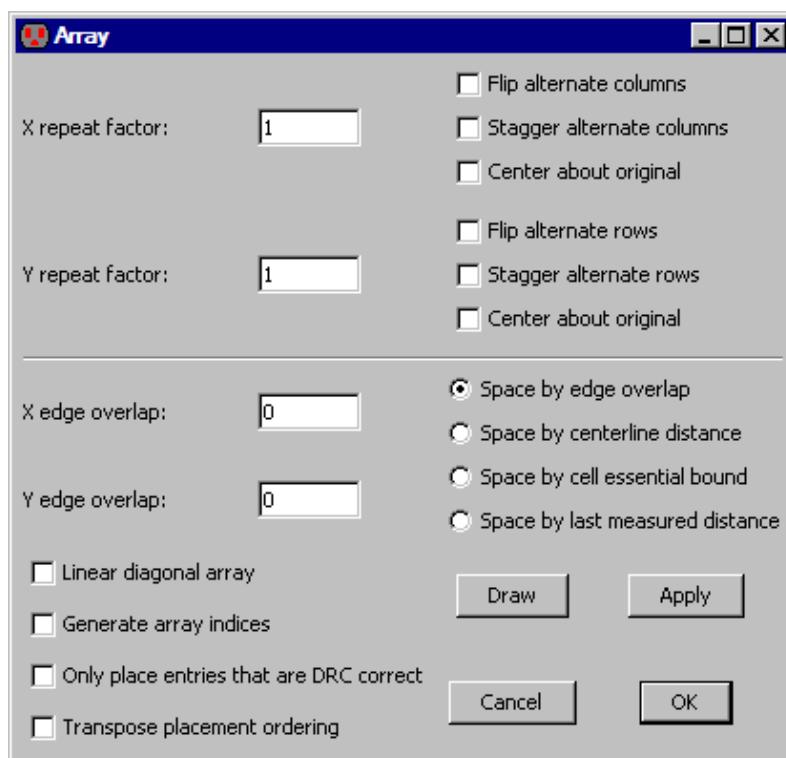 Array
Flip alternate columns
X repeat factor: 1
Stagger alternate columns
Center about original
Flip alternate rows
Y repeat factor: 1
Stagger alternate rows
Center about original
Space by edge overlap
X edge overlap: 0
Space by centerline distance
Space by cell essential bound
Y edge overlap: 0
Space by last measured distance
Linear diagonal array
Draw Apply
Generate array indices
Only place entries that are DRC correct
Cancel OK
Transpose placement ordering